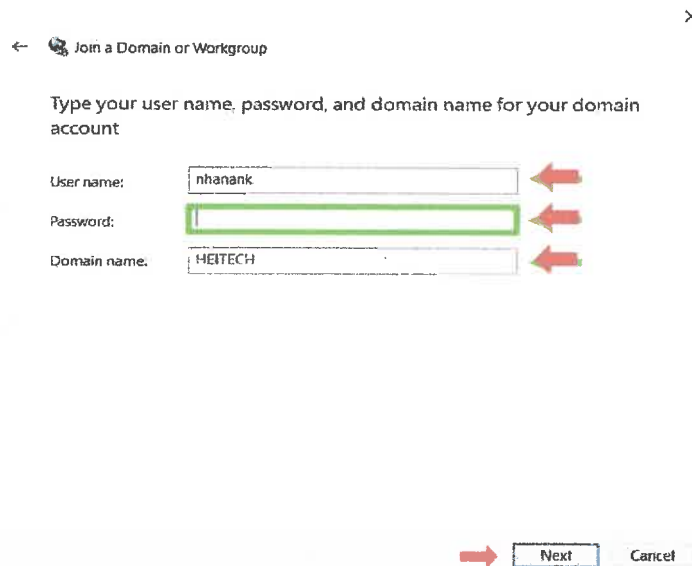 Join a Domain or Workgroup
Type your user name, password, and domain name for your domain
account
User name: nhanank
Password:
Domain name: HEITECH
Next Cancel